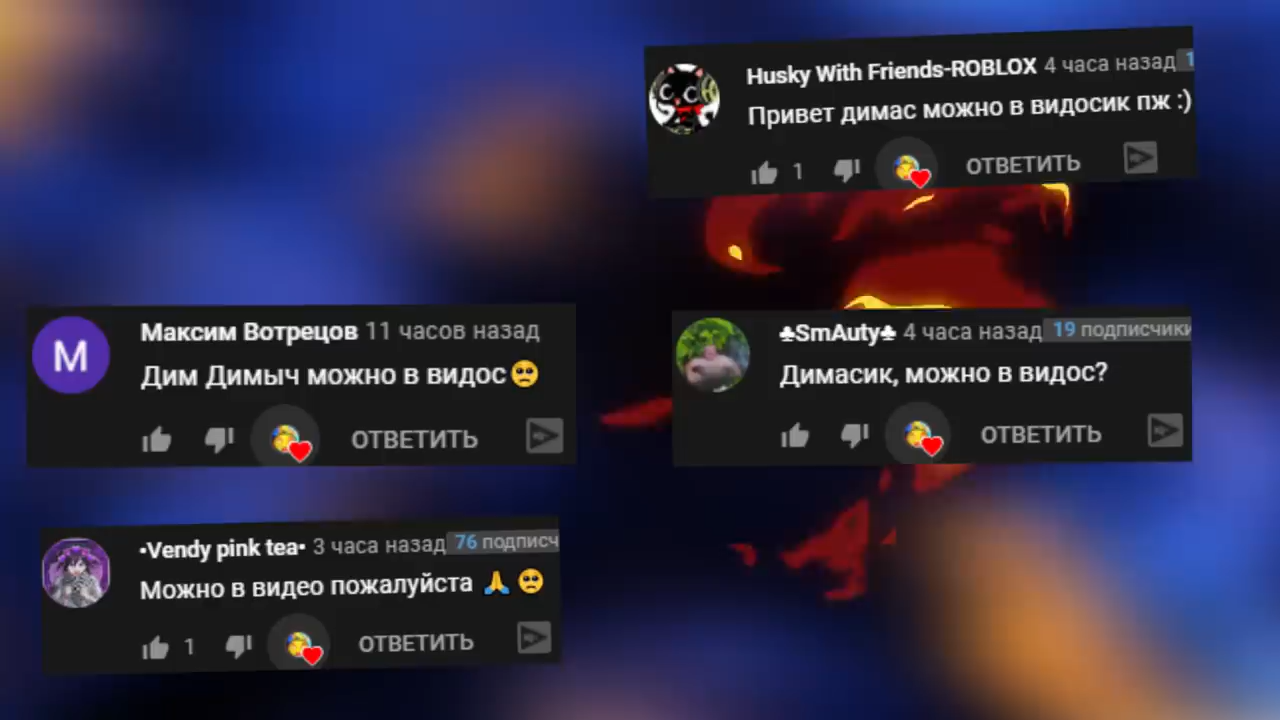 Husky With Friends-ROBLOX 4 часа назад 1
Привет димас можно в видосик пж :)
1 ОТВЕТИТЬ
М
Максим Вотрецов 11 часов назад
Дим Димыч можно в видос🥺
ОТВЕТИТЬ
♣SmAuty♣ 4 часа назад 19 подписчики
Димасик, можно в видос?
ОТВЕТИТЬ
•Vendy pink tea• 3 часа назад 76 подписч
Можно в видео пожалуйста 🙏🥺
1 ОТВЕТИТЬ